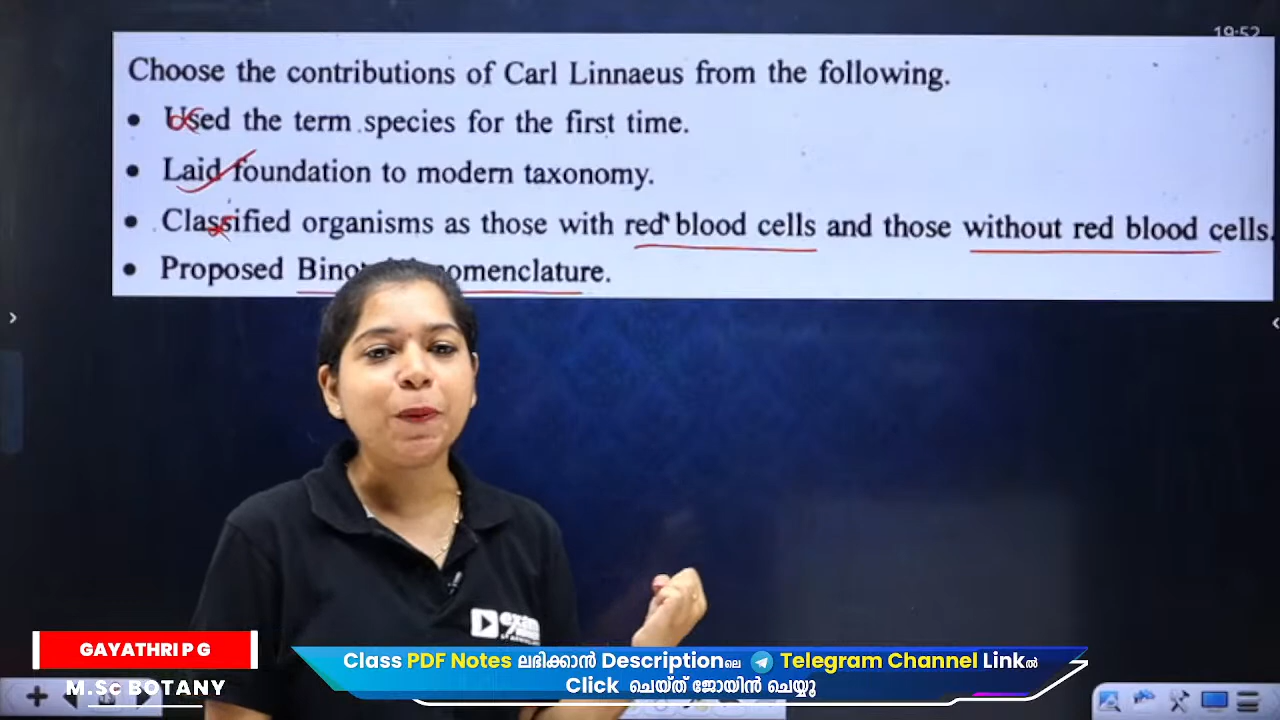 19:52
Choose the contributions of Carl Linnaeus from the following.
• Used the term species for the first time.
• Laid foundation to modern taxonomy.
• Classified organisms as those with red blood cells and those without red blood cells.
• Proposed nomenclature.
GAYATHRI P G
M.Sc BOTANY
Class PDF Notes ലഭിക്കാൻ Descriptionലെ Telegram Channel Linkൽ
Click ചെയ്ത് ജോയിൻ ചെയ്യൂ